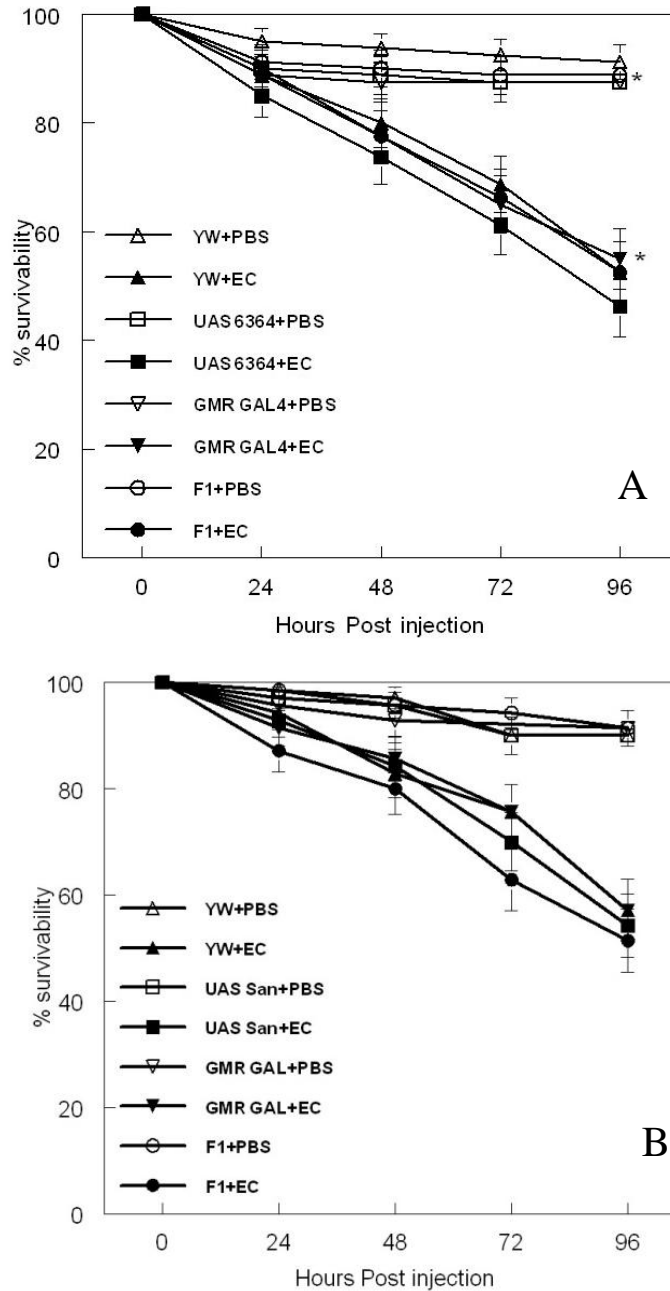 100
80
60
40
20
0
% survivability
*
*
YW+PBS
YW+EC
UAS 6364+PBS
UAS 6364+EC
GMR GAL4+PBS
GMR GAL4+EC
F1+PBS
F1+EC
A
0 24 48 72 96
Hours Post injection
100
80
60
40
20
0
% survivability
YW+PBS
YW+EC
UAS San+PBS
UAS San+EC
GMR GAL+PBS
GMR GAL+EC
F1+PBS
F1+EC
B
0 24 48 72 96
Hours Post injection